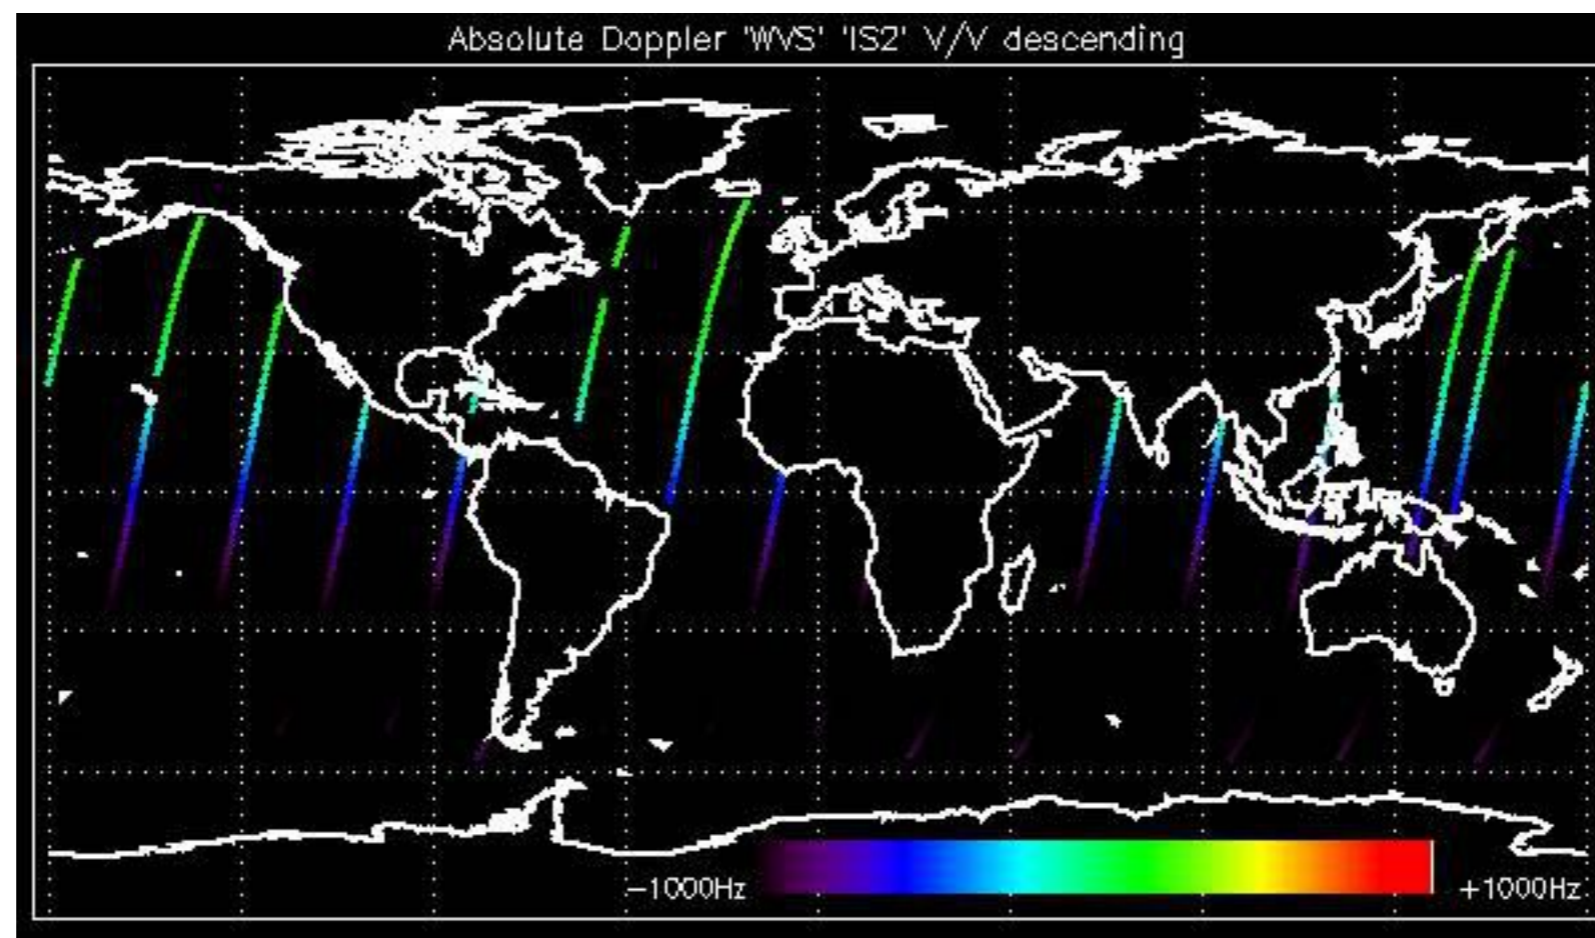 Absolute Doppler 'WVS' 'IS2' V/V descending
−1000Hz
+1000Hz